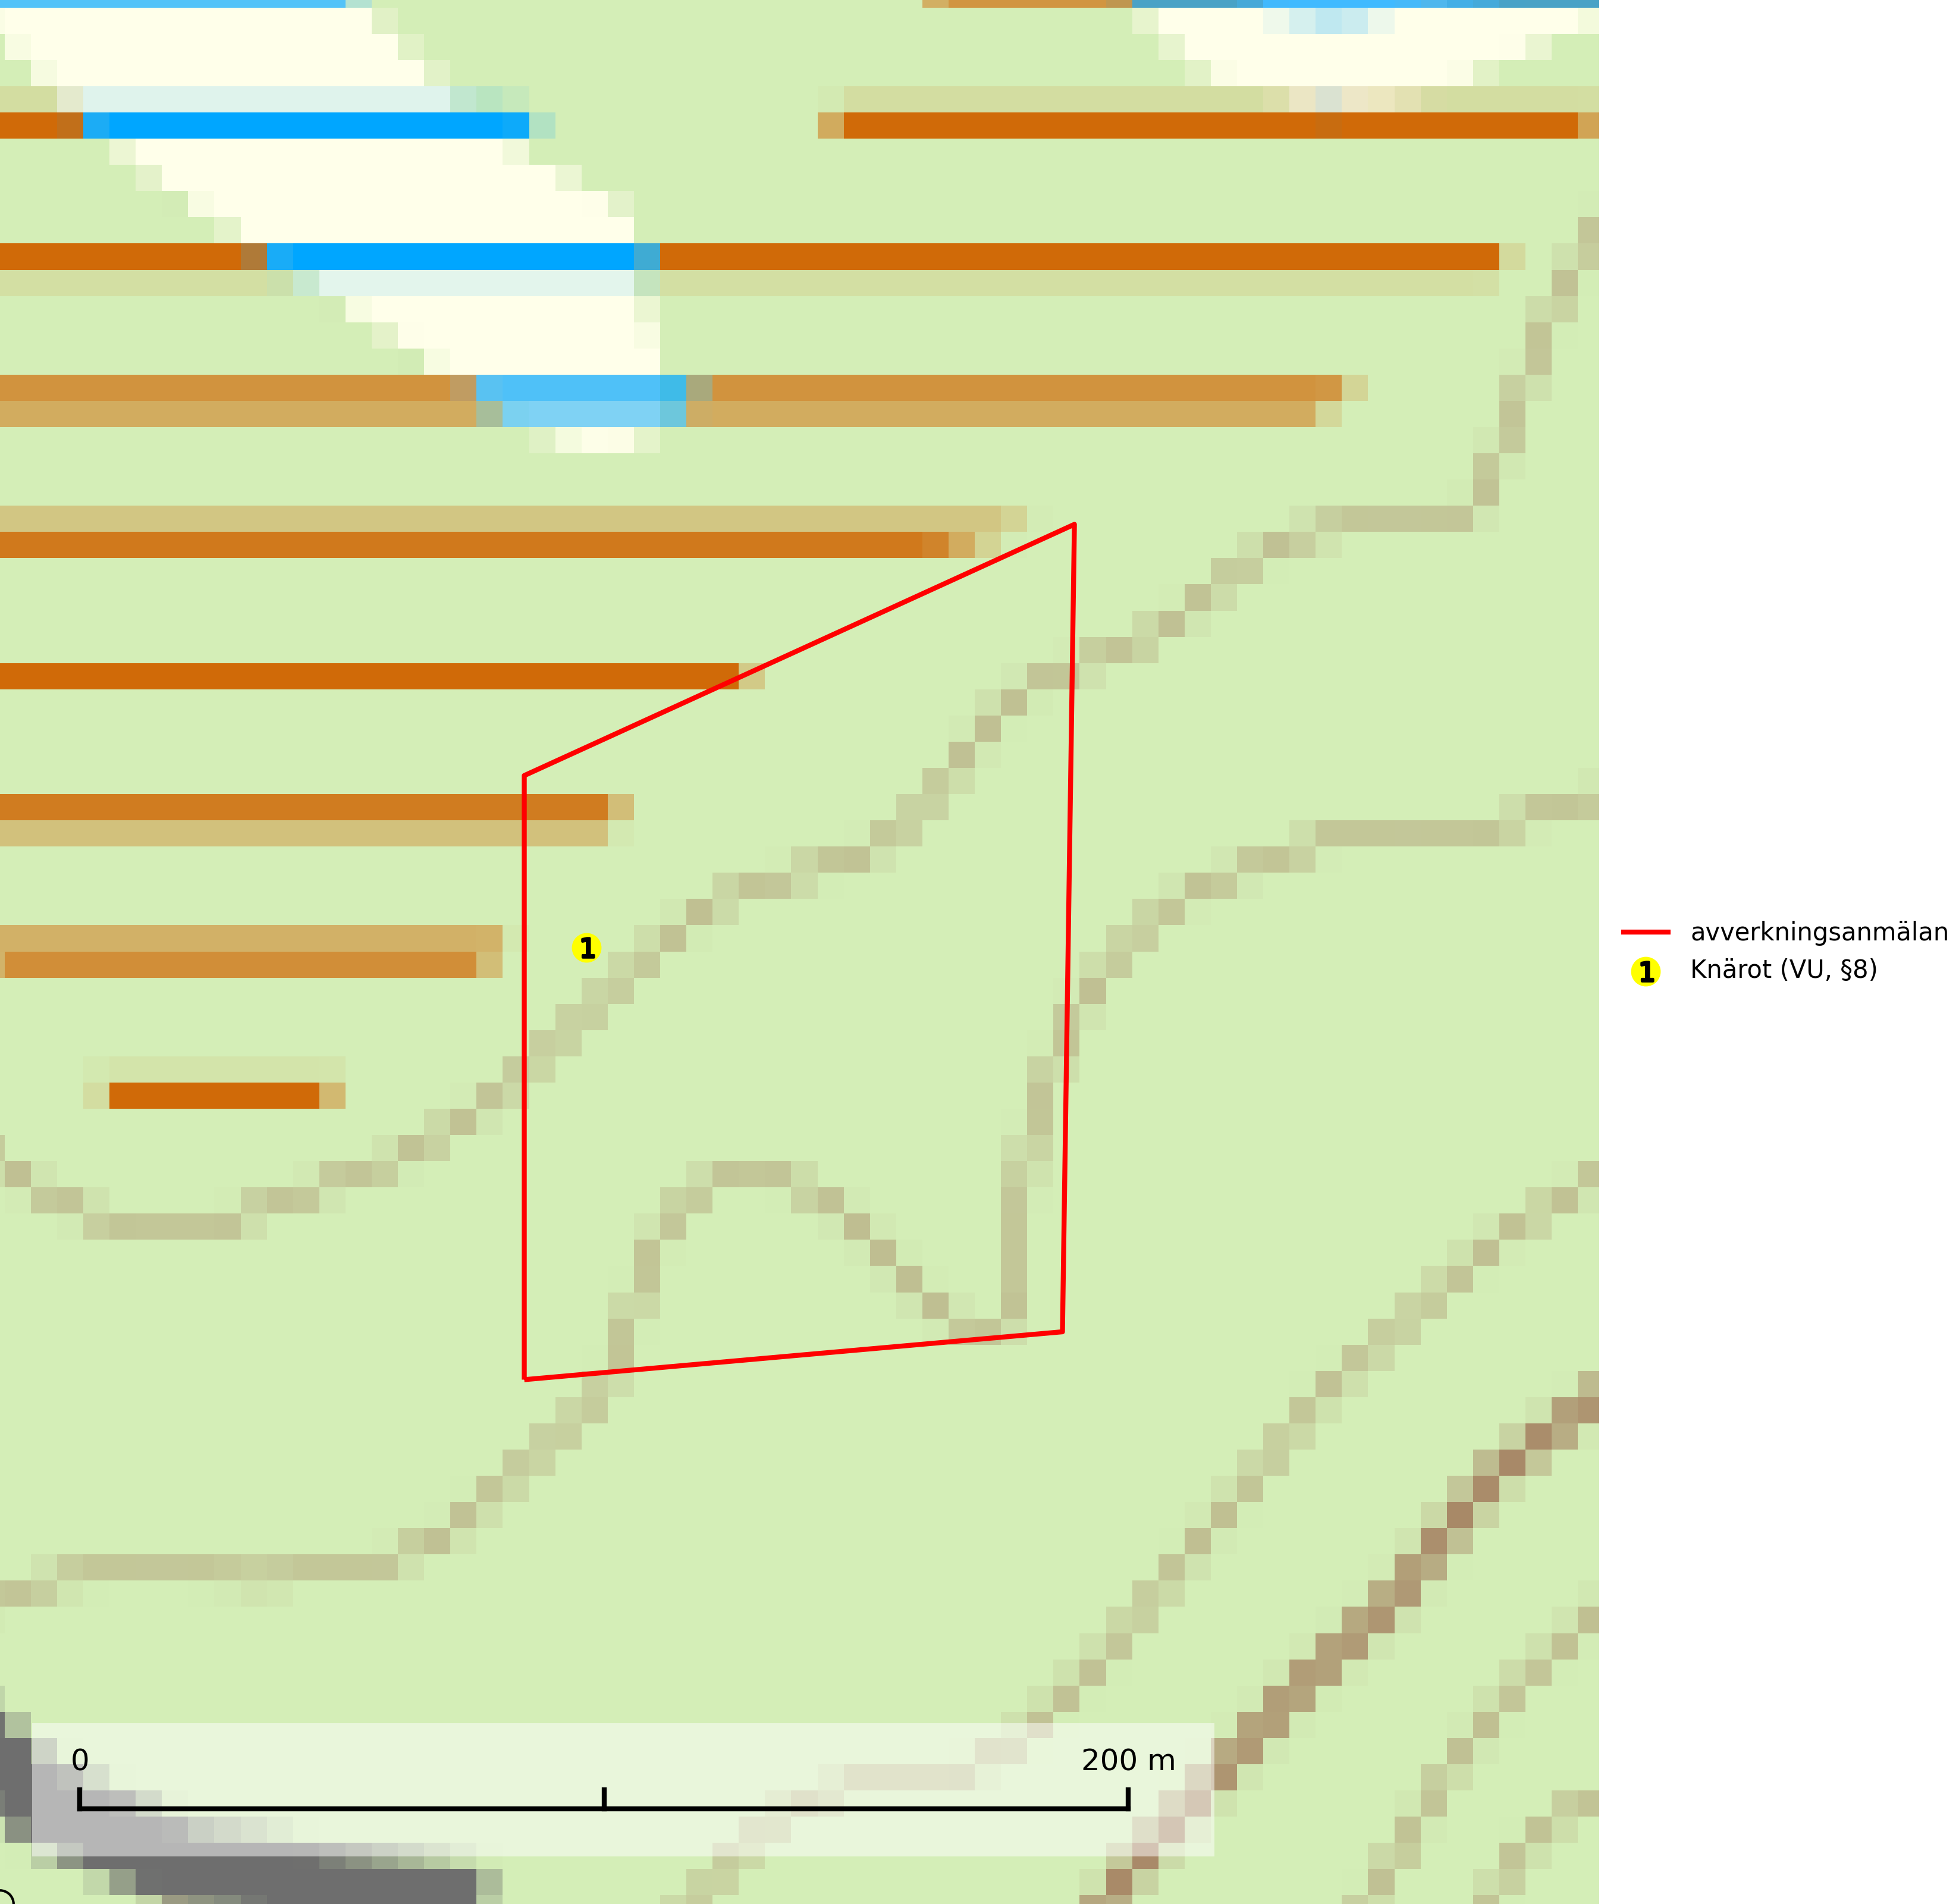 1
avverkningsanmälan
1 Knärot (VU, §8)
0 200 m